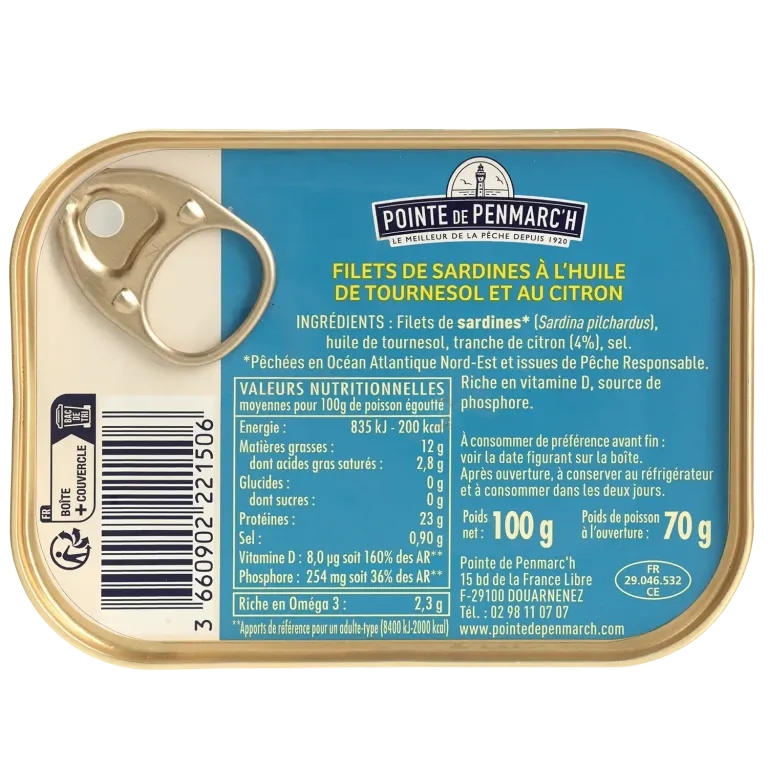 POINTE DE PENMARC'H
LE MEILLEUR DE LA PÊCHE DEPUIS 1920
FILETS DE SARDINES À L'HUILE
DE TOURNESOL ET AU CITRON
INGRÉDIENTS : Filets de sardines* (Sardina pilchardus),
huile de tournesol, tranche de citron (4%), sel.
*Pêchées en Océan Atlantique Nord-Est et issues de Pêche Responsable.
VALEURS NUTRITIONNELLES
moyennes pour 100g de poisson égoutté
Energie : 835 kJ - 200 kcal
Matières grasses : 12 g
dont acides gras saturés : 2,8 g
Glucides : 0 g
dont sucres : 0 g
Protéines : 23 g
Sel : 0,90 g
Vitamine D : 8,0 µg soit 160% des AR**
Phosphore : 254 mg soit 36% des AR**
Riche en Oméga 3 : 2,3 g
**Apports de référence pour un adulte-type (8400 kJ-2000 kcal)
Riche en vitamine D, source de
phosphore.
À consommer de préférence avant fin :
voir la date figurant sur la boîte.
Après ouverture, à conserver au réfrigérateur
et à consommer dans les deux jours.
Poids net : 100 g
Poids de poisson à l'ouverture : 70 g
Pointe de Penmarc'h
15 bd de la France Libre
F-29100 DOUARNENEZ
Tél. : 02 98 11 07 07
www.pointedepenmarch.com
FR
29.046.532
CE
FR
BOÎTE
+ COUVERCLE
BAC
DE
TRI
3 660902 221506